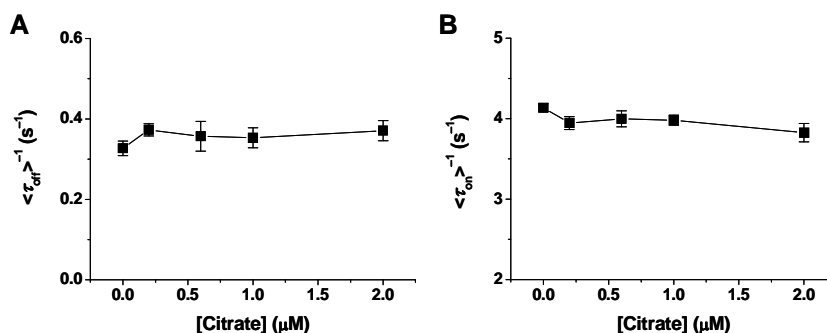 A
0.6
0.4
0.2
0.0
<τoff>⁻¹ (s⁻¹)
0.0 0.5 1.0 1.5 2.0
[Citrate] (μM)
B
5
4
3
2
<τon>⁻¹ (s⁻¹)
0.0 0.5 1.0 1.5 2.0
[Citrate] (μM)